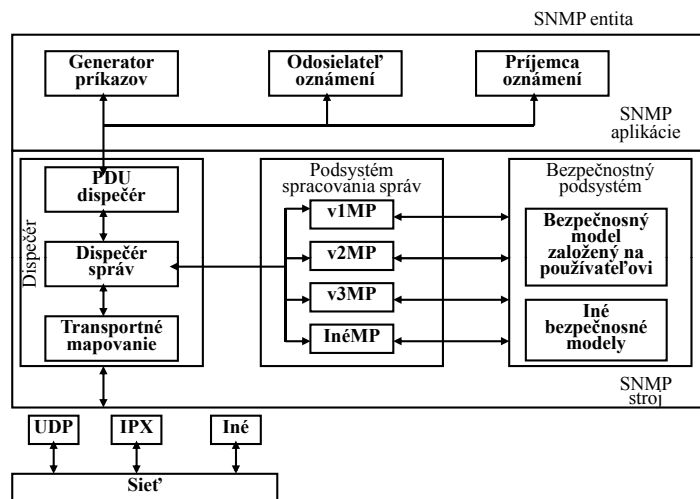 SNMP entita
Generator
príkazov
Odosielateľ
oznámení
Príjemca
oznámení
SNMP
aplikácie
Dispečér
PDU
dispečér
Dispečér
správ
Transportné
mapovanie
Podsystém
spracovania správ
v1MP
v2MP
v3MP
InéMP
Bezpečnostný
podsystém
Bezpečnosný
model
založený na
používateľovi
Iné
bezpečnosné
modely
SNMP
stroj
UDP
IPX
Iné
Sieť